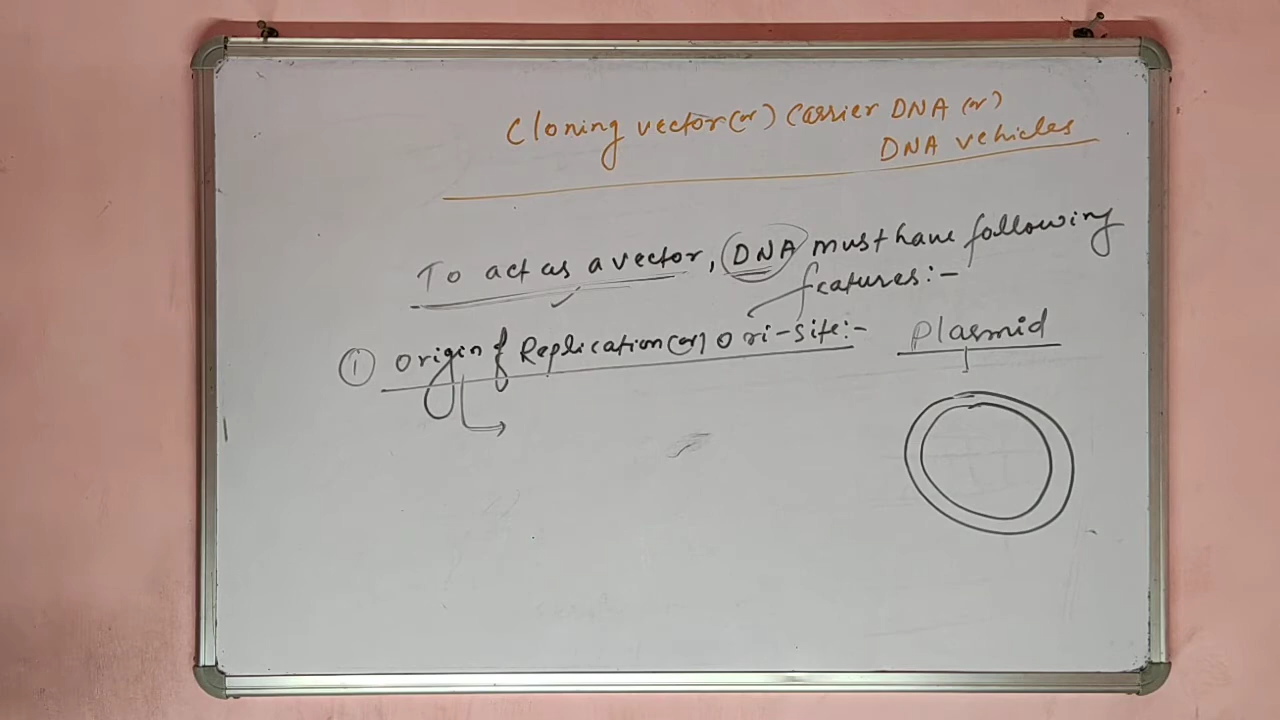 Cloning vector (or) Carrier DNA (or)
DNA vehicles
To act as a vector, DNA must have following
features:-
① Origin of Replication (or) Ori-site:-
Plasmid